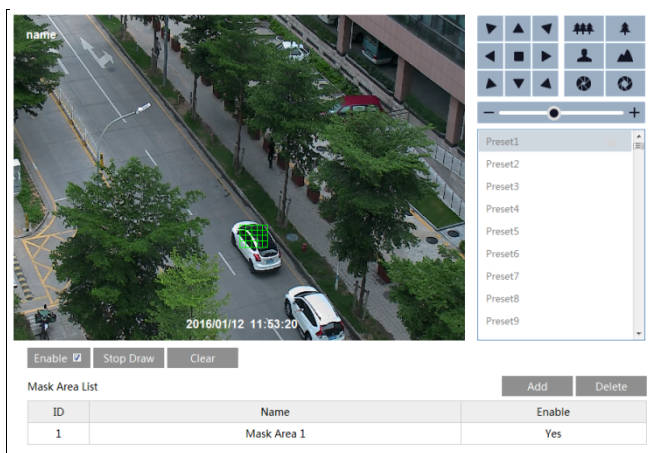 name
2016/01/12 11:53:20
Preset1
Preset2
Preset3
Preset4
Preset5
Preset6
Preset7
Preset8
Preset9
Enable
Stop Draw
Clear
Mask Area List
Add
Delete
ID Name Enable
1 Mask Area 1 Yes